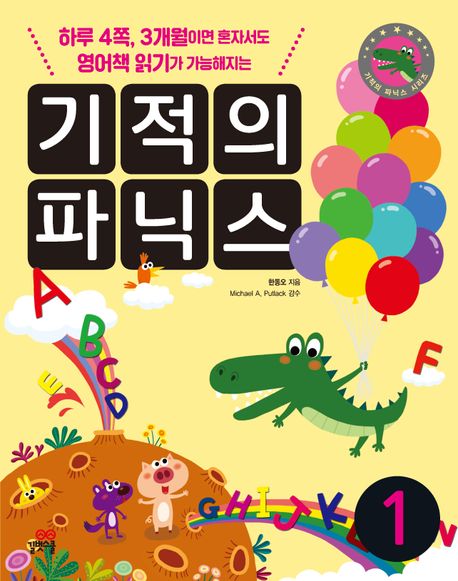 하루 4쪽, 3개월이면 혼자서도
영어책 읽기가 가능해지는
기적의 파닉스 시리즈
기적의
파닉스
한동오 지음
Michael A. Putlack 감수
A
B
C
D
E
F
G H I J K L
N
1
길벗스쿨